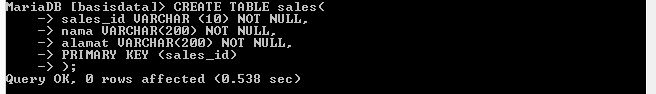 MariaDB [basisdata]> CREATE TABLE sales(
    -> sales_id VARCHAR (10) NOT NULL,
    -> nama VARCHAR(200) NOT NULL,
    -> alamat VARCHAR(200) NOT NULL,
    -> PRIMARY KEY (sales_id)
    -> );
Query OK, 0 rows affected (0.538 sec)